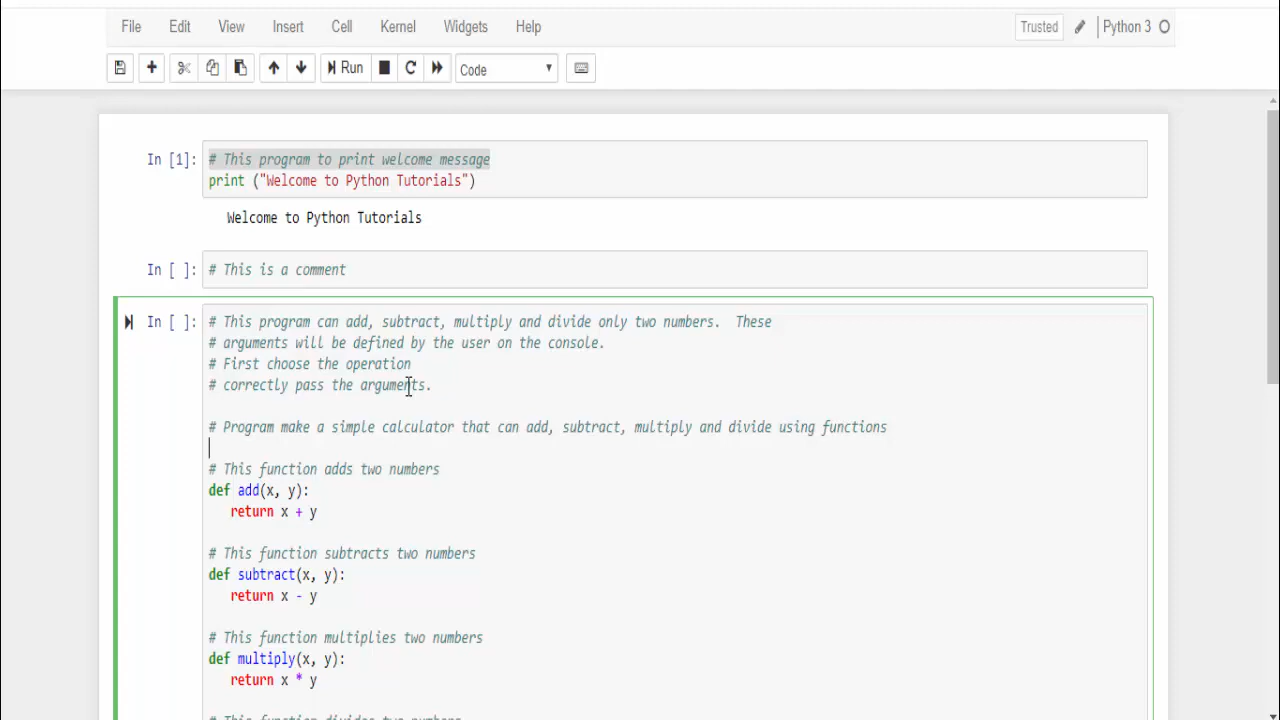 File Edit View Insert Cell Kernel Widgets Help Trusted Python 3
Run Code
In [1]: # This program to print welcome message
print ("Welcome to Python Tutorials")
Welcome to Python Tutorials
In [ ]: # This is a comment
In [ ]: # This program can add, subtract, multiply and divide only two numbers.  These
# arguments will be defined by the user on the console.
# First choose the operation
# correctly pass the arguments.
# Program make a simple calculator that can add, subtract, multiply and divide using functions
# This function adds two numbers
def add(x, y):
return x + y
# This function subtracts two numbers
def subtract(x, y):
return x - y
# This function multiplies two numbers
def multiply(x, y):
return x * y
# This function divides two numbers